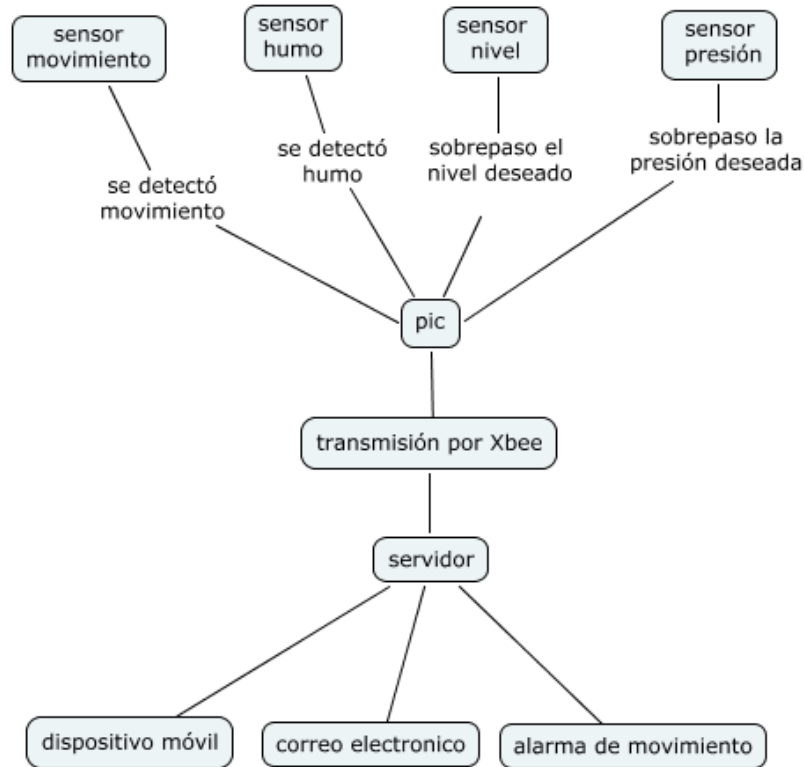 sensor
movimiento
sensor
humo
sensor
nivel
sensor
presión
se detectó
movimiento
se detectó
humo
sobrepaso el
nivel deseado
sobrepaso la
presión deseada
pic
transmisión por Xbee
servidor
dispositivo móvil
correo electronico
alarma de movimiento